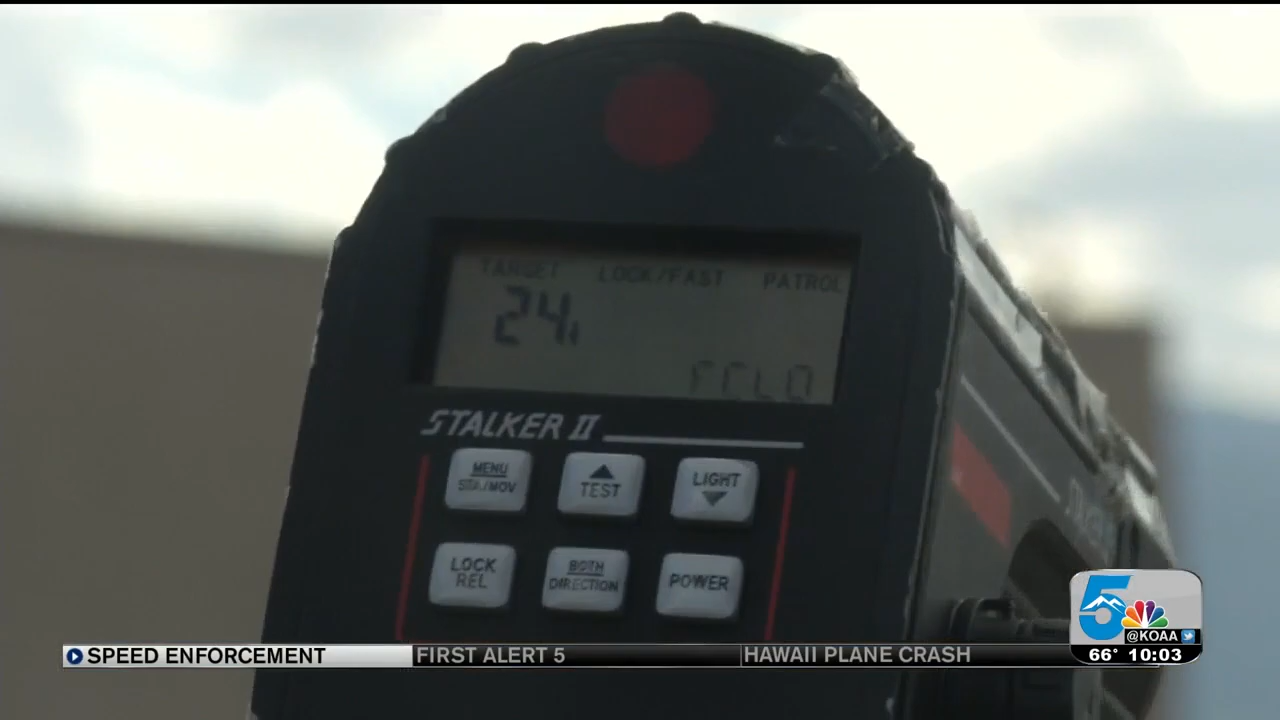 TARGET LOCK/FAST PATROL
24
STALKER II
MENU
STA/MOV
TEST
LIGHT
LOCK
REL
BOTH
DIRECTION
POWER
5
@KOAA
SPEED ENFORCEMENT FIRST ALERT 5 HAWAII PLANE CRASH
66° 10:03